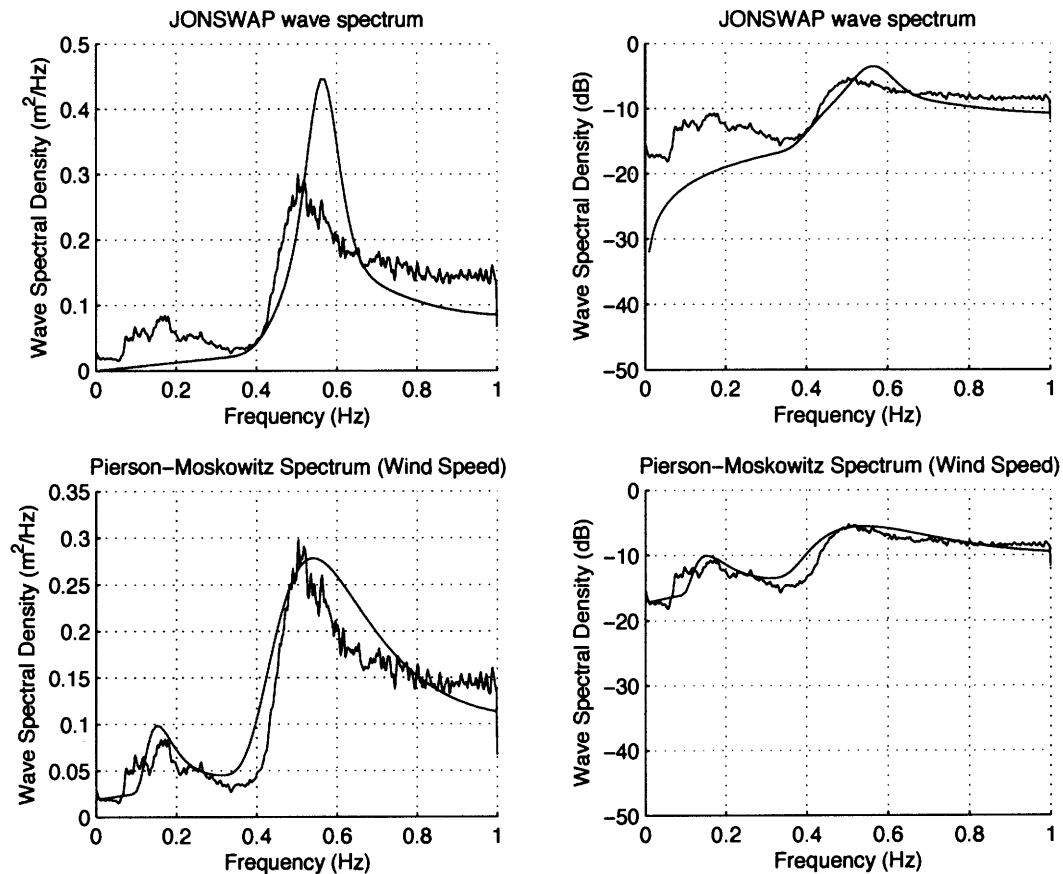 JONSWAP wave spectrum
Wave Spectral Density (m²/Hz)
0.5
0.4
0.3
0.2
0.1
0
0 0.2 0.4 0.6 0.8 1
Frequency (Hz)
JONSWAP wave spectrum
Wave Spectral Density (dB)
0
−10
−20
−30
−40
−50
0 0.2 0.4 0.6 0.8 1
Frequency (Hz)
Pierson−Moskowitz Spectrum (Wind Speed)
Wave Spectral Density (m²/Hz)
0.35
0.3
0.25
0.2
0.15
0.1
0.05
0
0 0.2 0.4 0.6 0.8 1
Frequency (Hz)
Pierson−Moskowitz Spectrum (Wind Speed)
Wave Spectral Density (dB)
0
−10
−20
−30
−40
−50
0 0.2 0.4 0.6 0.8 1
Frequency (Hz)